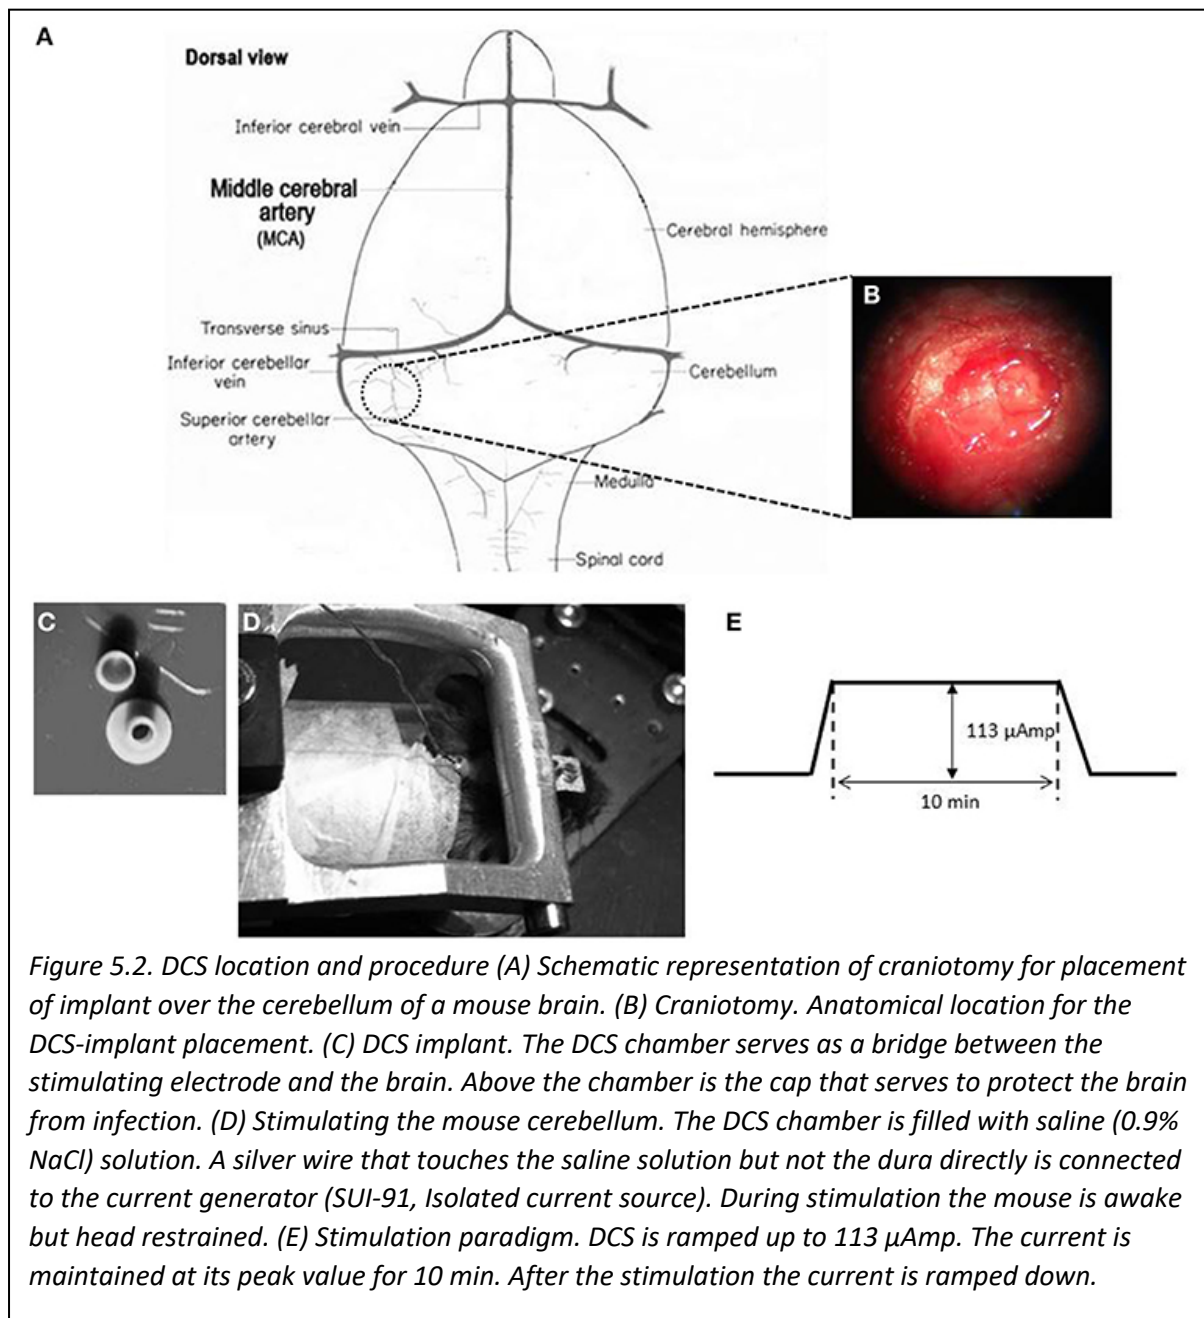 A
Dorsal view
Inferior cerebral vein
Middle cerebral
artery
(MCA)
Cerebral hemisphere
B
Transverse sinus
Inferior cerebellar
vein
Cerebellum
Superior cerebellar
artery
Medulla
Spinal cord
C
D
E
113 µAmp
10 min
Figure 5.2. DCS location and procedure (A) Schematic representation of craniotomy for placement
of implant over the cerebellum of a mouse brain. (B) Craniotomy. Anatomical location for the
DCS-implant placement. (C) DCS implant. The DCS chamber serves as a bridge between the
stimulating electrode and the brain. Above the chamber is the cap that serves to protect the brain
from infection. (D) Stimulating the mouse cerebellum. The DCS chamber is filled with saline (0.9%
NaCl) solution. A silver wire that touches the saline solution but not the dura directly is connected
to the current generator (SUI-91, Isolated current source). During stimulation the mouse is awake
but head restrained. (E) Stimulation paradigm. DCS is ramped up to 113 µAmp. The current is
maintained at its peak value for 10 min. After the stimulation the current is ramped down.